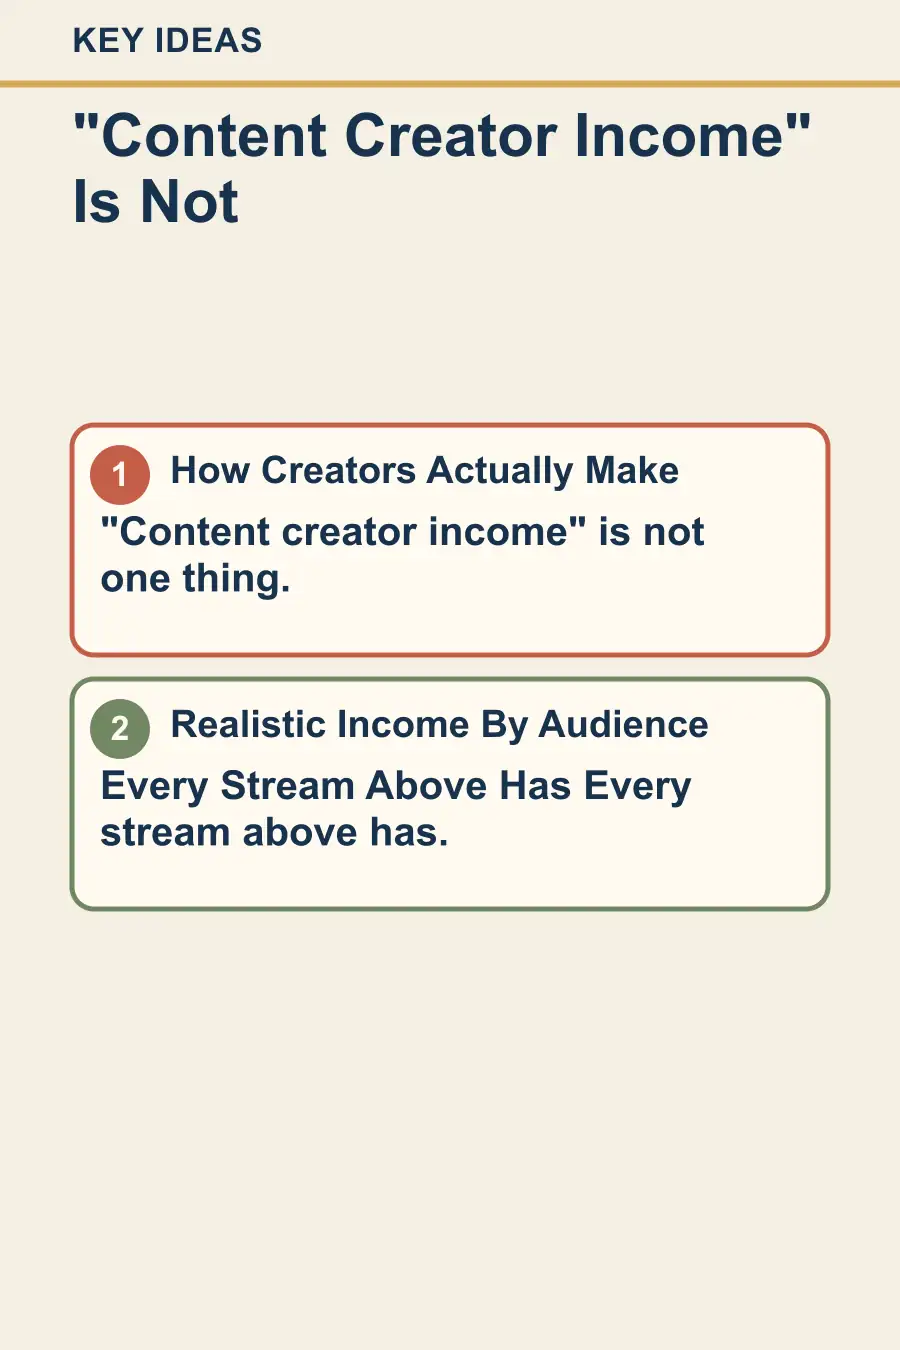 KEY IDEAS
"Content Creator Income"
Is Not
1 How Creators Actually Make
"Content creator income" is not
one thing.
2 Realistic Income By Audience
Every Stream Above Has Every
stream above has.